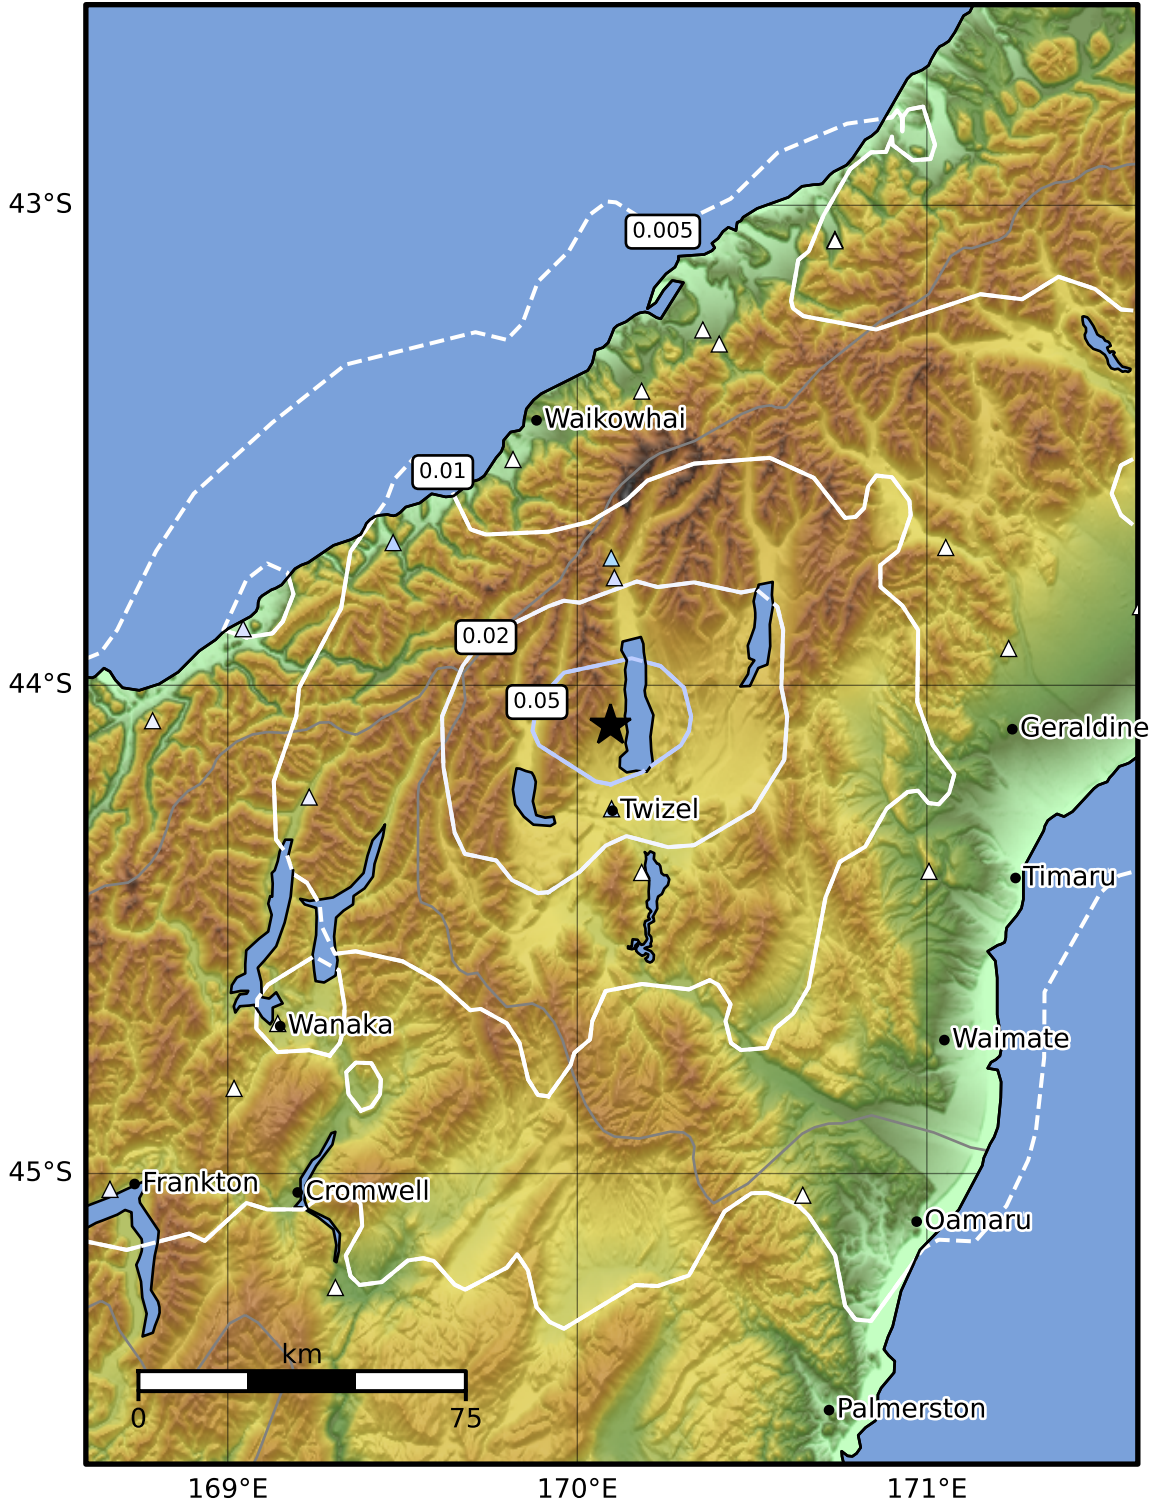 43°S
0.005
Waikowhai
0.01
0.02
44°S
0.05
Geraldine
Twizel
Timaru
Wanaka
Waimate
45°S
Frankton
Cromwell
Oamaru
km
0 75
Palmerston
169°E 170°E 171°E